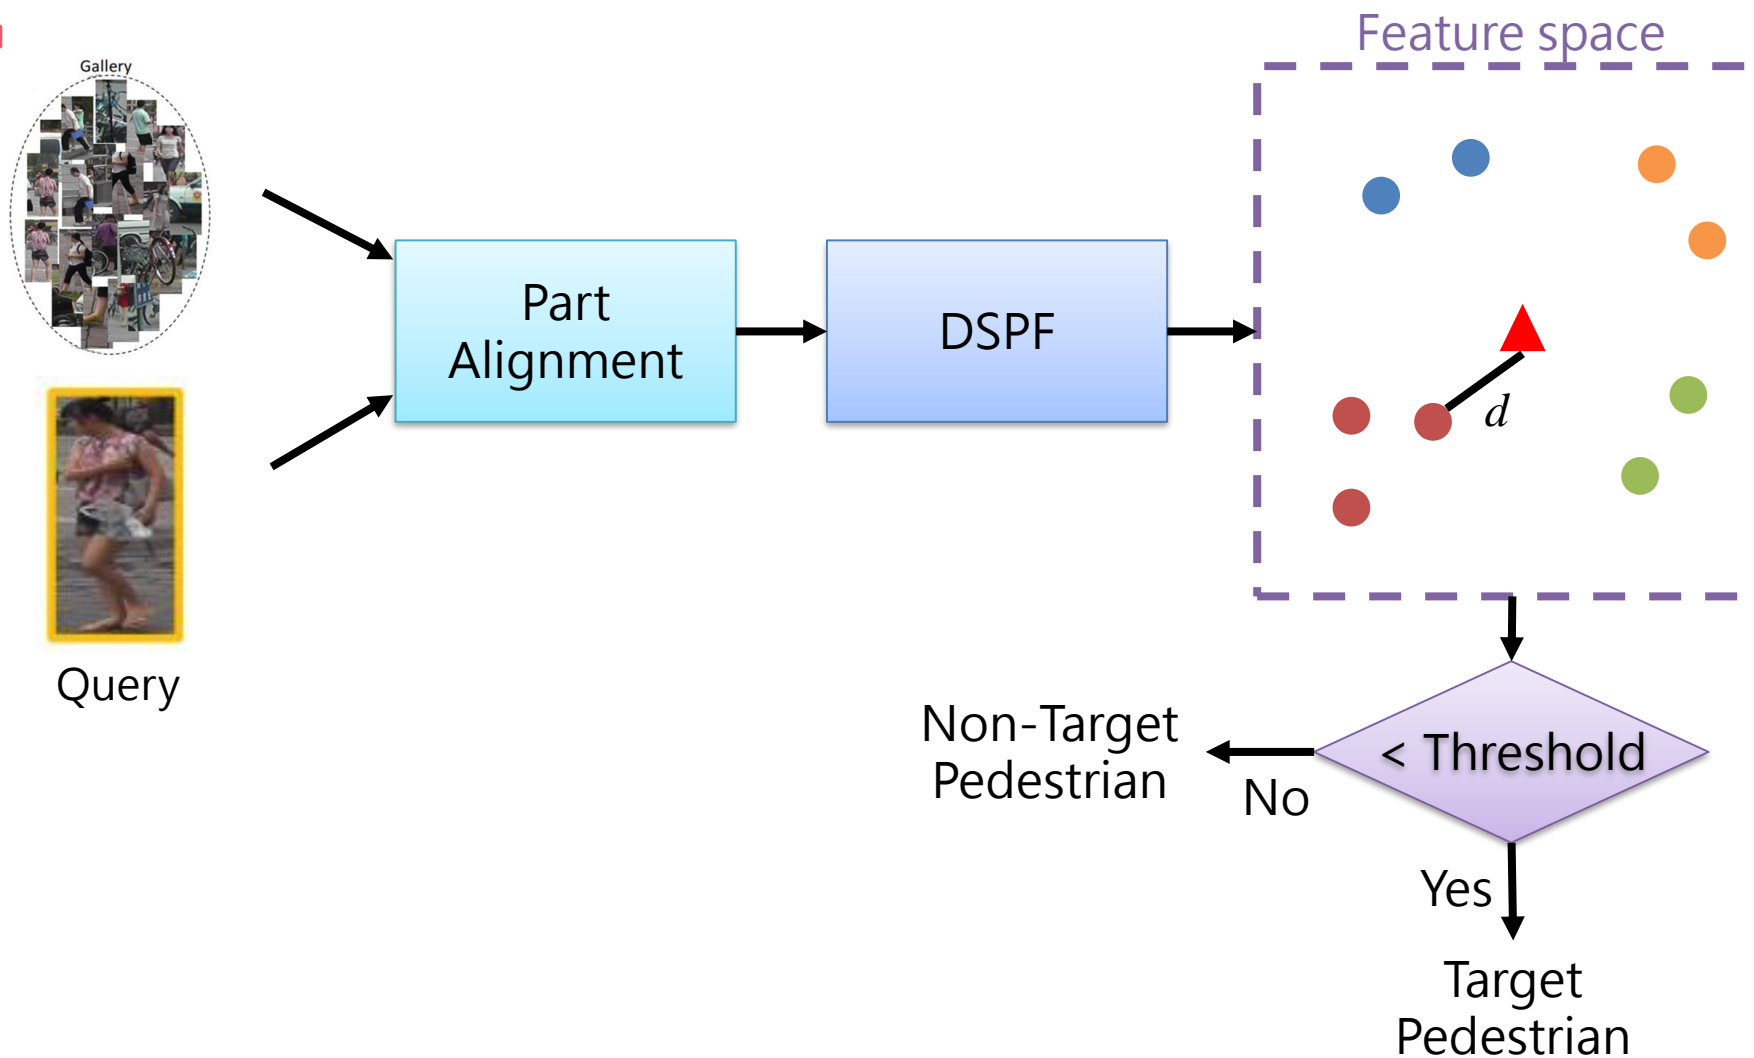 Feature space
Gallery
Part
Alignment
DSPF
d
Query
Non-Target
Pedestrian
< Threshold
No
Yes
Target
Pedestrian